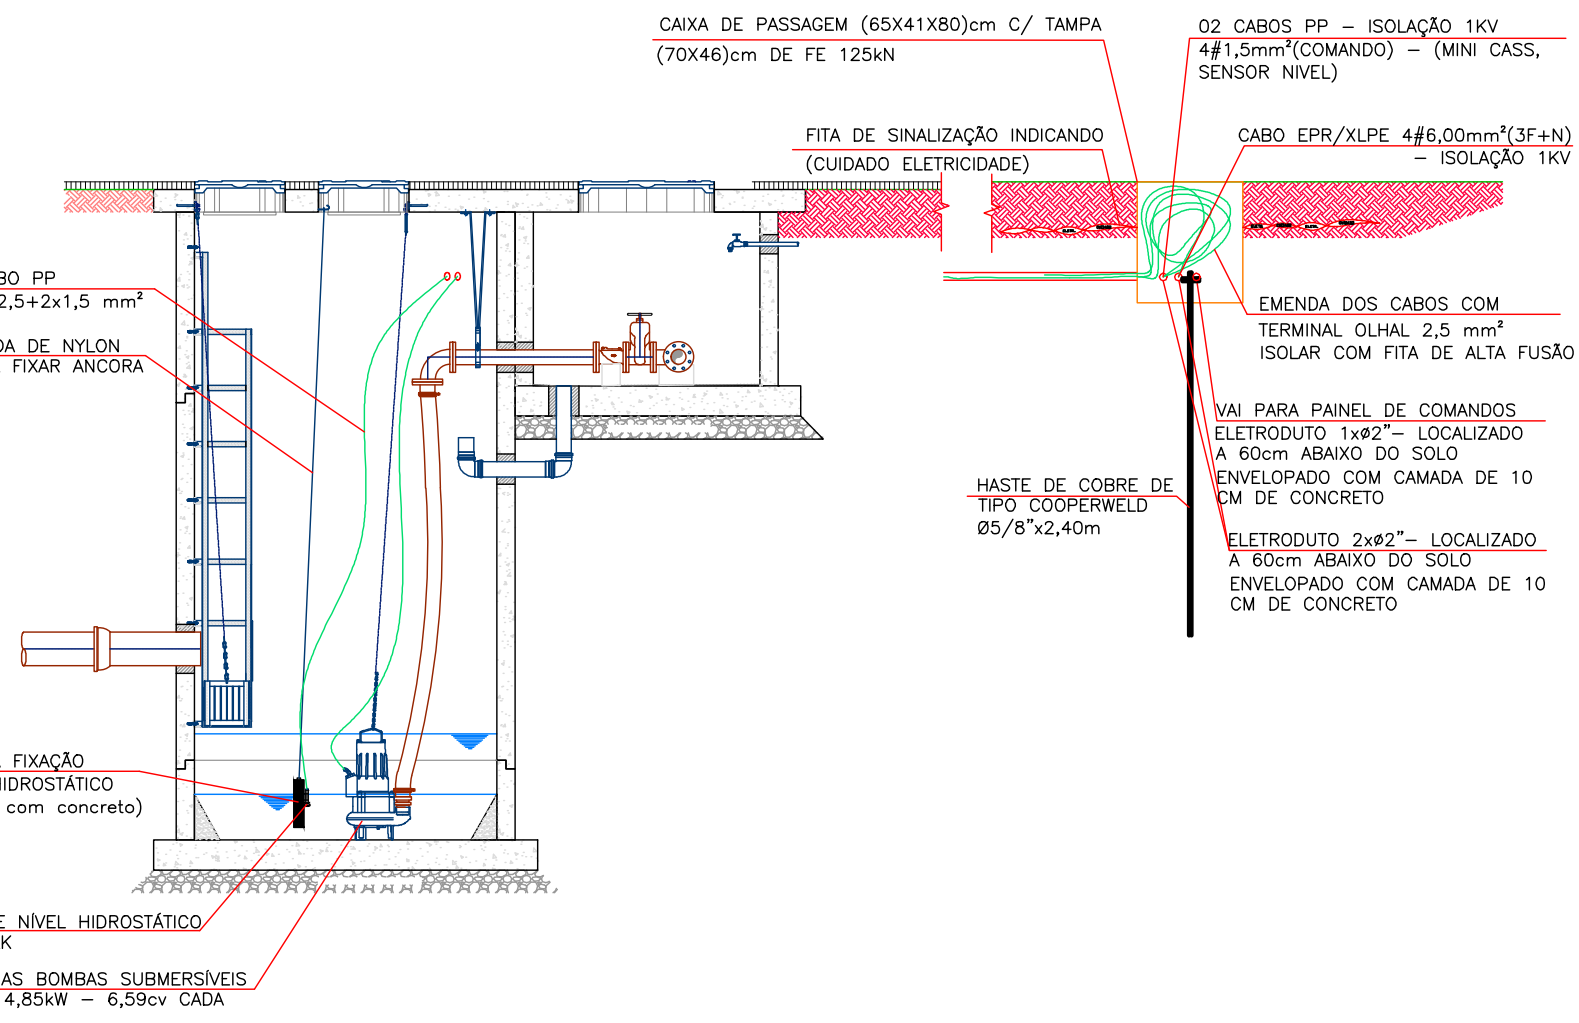 CAIXA DE PASSAGEM (65X41X80)cm C/ TAMPA
(70X46)cm DE FE 125kN
02 CABOS PP – ISOLAÇÃO 1KV
4#1,5mm²(COMANDO) – (MINI CASS,
SENSOR NIVEL)
FITA DE SINALIZAÇÃO INDICANDO
(CUIDADO ELETRICIDADE)
CABO EPR/XLPE 4#6,00mm²(3F+N)
– ISOLAÇÃO 1KV
BO PP
2,5+2x1,5 mm²
DA DE NYLON
FIXAR ANCORA
EMENDA DOS CABOS COM
TERMINAL OLHAL 2,5 mm²
ISOLAR COM FITA DE ALTA FUSÃO
VAI PARA PAINEL DE COMANDOS
ELETRODUTO 1xø2”– LOCALIZADO
A 60cm ABAIXO DO SOLO
ENVELOPADO COM CAMADA DE 10
CM DE CONCRETO
HASTE DE COBRE DE
TIPO COOPERWELD
Ø5/8”x2,40m
ELETRODUTO 2xø2”– LOCALIZADO
A 60cm ABAIXO DO SOLO
ENVELOPADO COM CAMADA DE 10
CM DE CONCRETO
FIXAÇÃO
HIDROSTÁTICO
com concreto)
E NÍVEL HIDROSTÁTICO
K
AS BOMBAS SUBMERSÍVEIS
4,85kW – 6,59cv CADA